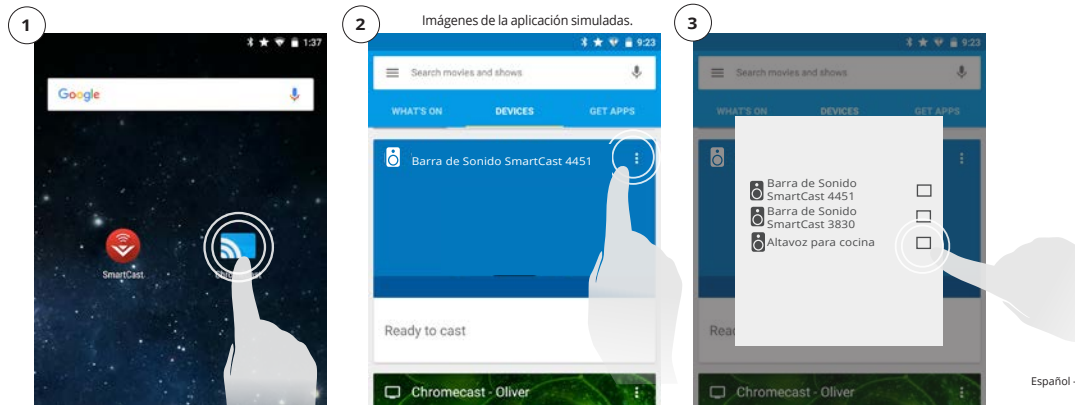 1
1:37
Google
SmartCast
Chromecast
2
Imágenes de la aplicación simuladas.
9:23
Search movies and shows
WHAT'S ON DEVICES GET APPS
Barra de Sonido SmartCast 4451
Ready to cast
Chromecast - Oliver
3
9:23
Search movies and shows
WHAT'S ON DEVICES GET APPS
Barra de Sonido
SmartCast 4451
Barra de Sonido
SmartCast 3830
Altavoz para cocina
Chromecast - Oliver
Español -